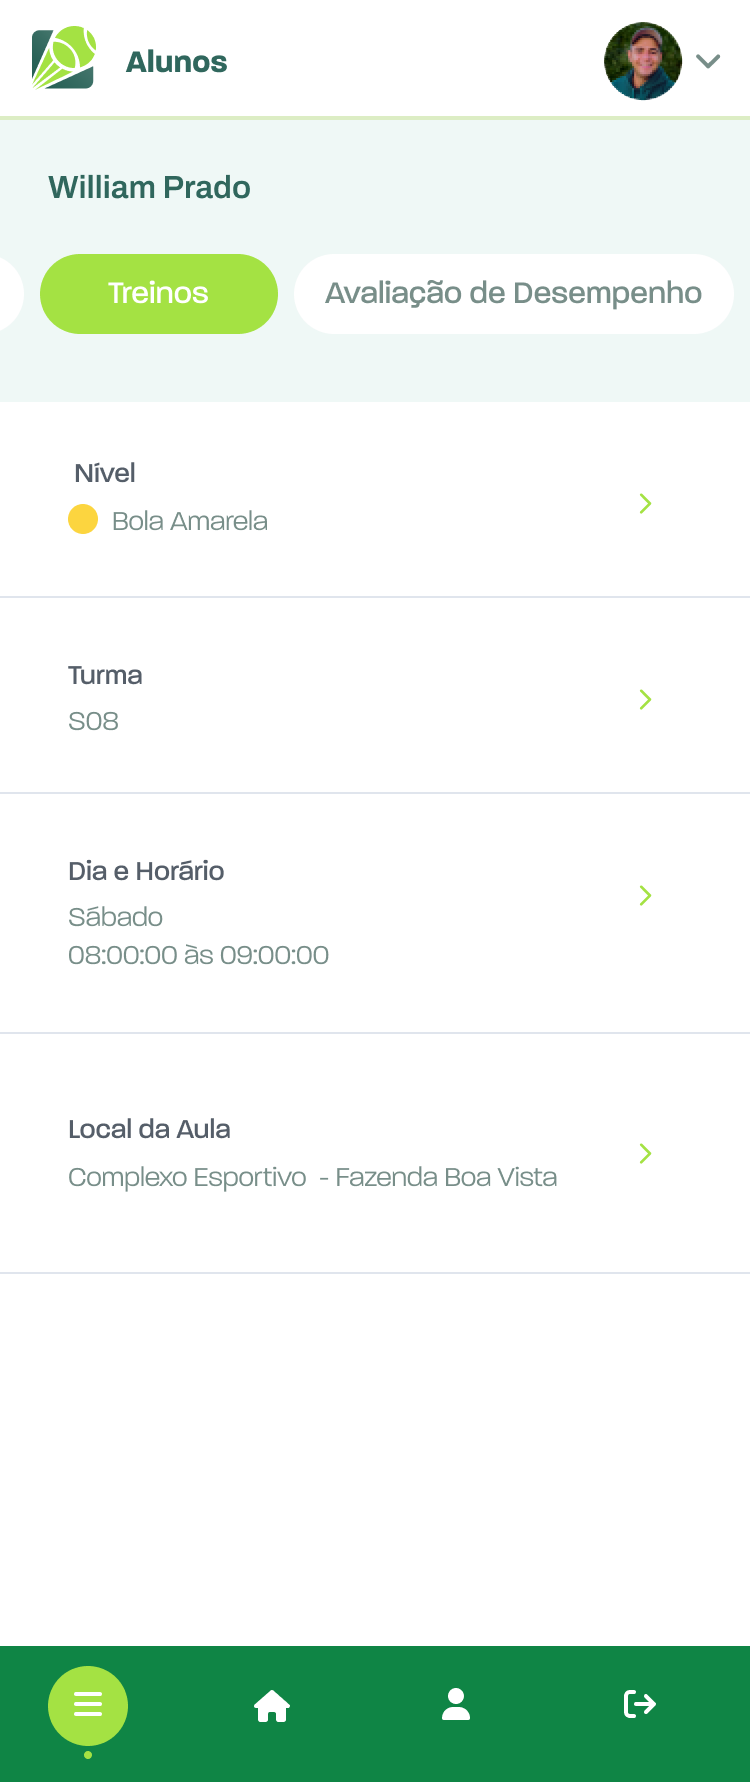 Alunos
William Prado
Treinos
Avaliação de Desempenho
Nível
Bola Amarela
Turma
S08
Dia e Horário
Sábado
08:00:00 às 09:00:00
Local da Aula
Complexo Esportivo  - Fazenda Boa Vista